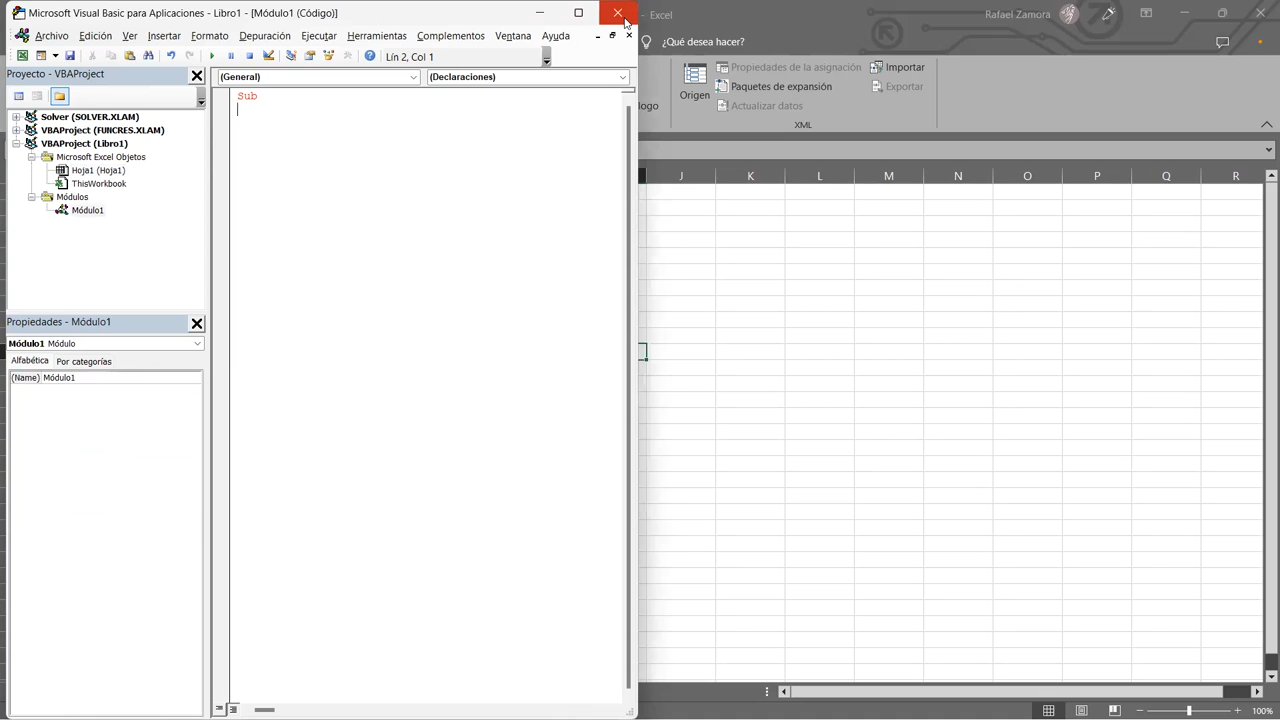 Microsoft Visual Basic para Aplicaciones - Libro1 - [Módulo1 (Código)]
Excel
Rafael Zamora
Archivo Edición Ver Insertar Formato Depuración Ejecutar Herramientas Complementos Ventana Ayuda
¿Qué desea hacer?
Lín 2, Col 1
Proyecto - VBAProject
(General)
(Declaraciones)
Solver (SOLVER.XLAM)
VBAProject (FUNCRES.XLAM)
VBAProject (Libro1)
Microsoft Excel Objetos
Hoja1 (Hoja1)
ThisWorkbook
Módulos
Módulo1
Sub
Propiedades - Módulo1
Módulo1 Módulo
Alfabética Por categorías
(Name) Módulo1
logo
Origen
Propiedades de la asignación
Paquetes de expansión
Actualizar datos
Importar
Exportar
XML
J K L M N O P Q R
100%